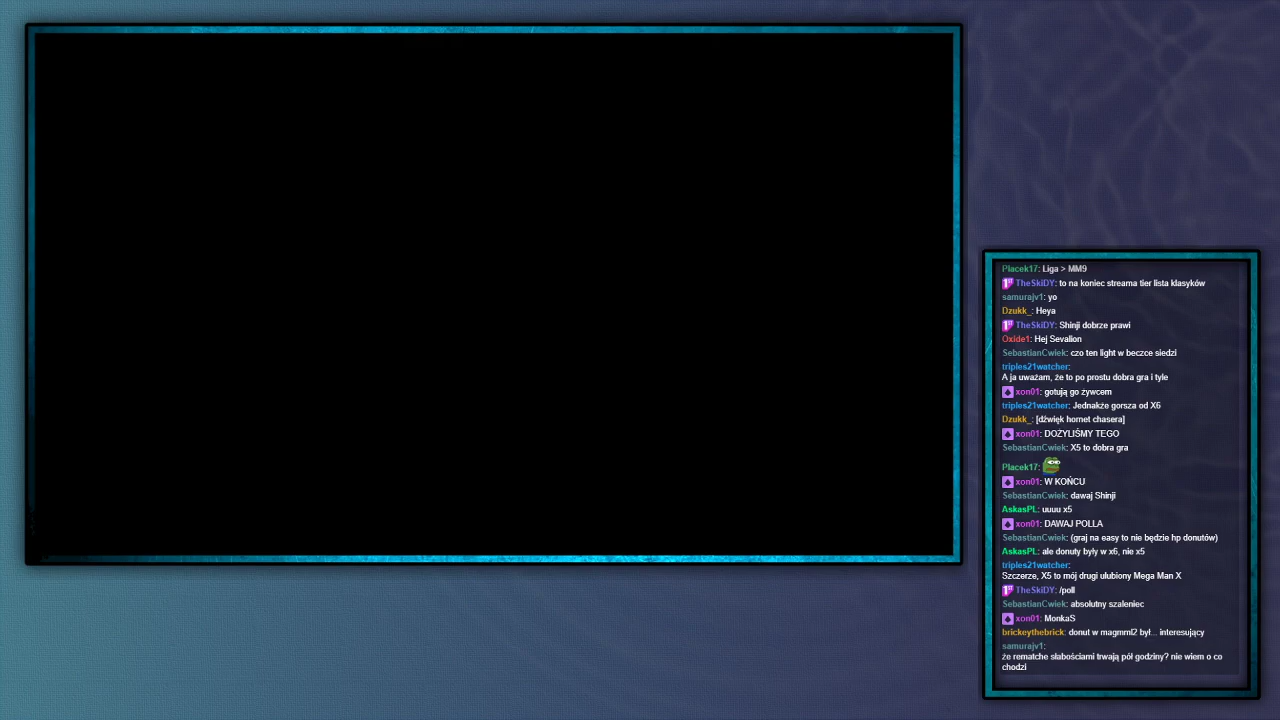 Placek17: Liga > MM9
TheSkiDY: to na koniec streama tier lista klasyków
samurajv1: yo
Dzukk_: Heya
TheSkiDY: Shinji dobrze prawi
Oxide1: Hej Sevalion
SebastianCwiek: czo ten light w beczce siedzi
triples21watcher:
A ja uważam, że to po prostu dobra gra i tyle
xon01: gotują go żywcem
triples21watcher: Jednakże gorsza od X6
Dzukk_: [dźwięk hornet chasera]
xon01: DOŻYLIŚMY TEGO
SebastianCwiek: X5 to dobra gra
Placek17:
xon01: W KOŃCU
SebastianCwiek: dawaj Shinji
AskasPL: uuuu x5
xon01: DAWAJ POLLA
SebastianCwiek: (graj na easy to nie będzie hp donutów)
AskasPL: ale donuty były w x6, nie x5
triples21watcher:
Szczerze, X5 to mój drugi ulubiony Mega Man X
TheSkiDY: /poll
SebastianCwiek: absolutny szaleniec
xon01: MonkaS
brickeythebrick: donut w magmml2 był... interesujący
samurajv1:
że rematche słabościami trwają pół godziny? nie wiem o co
chodzi